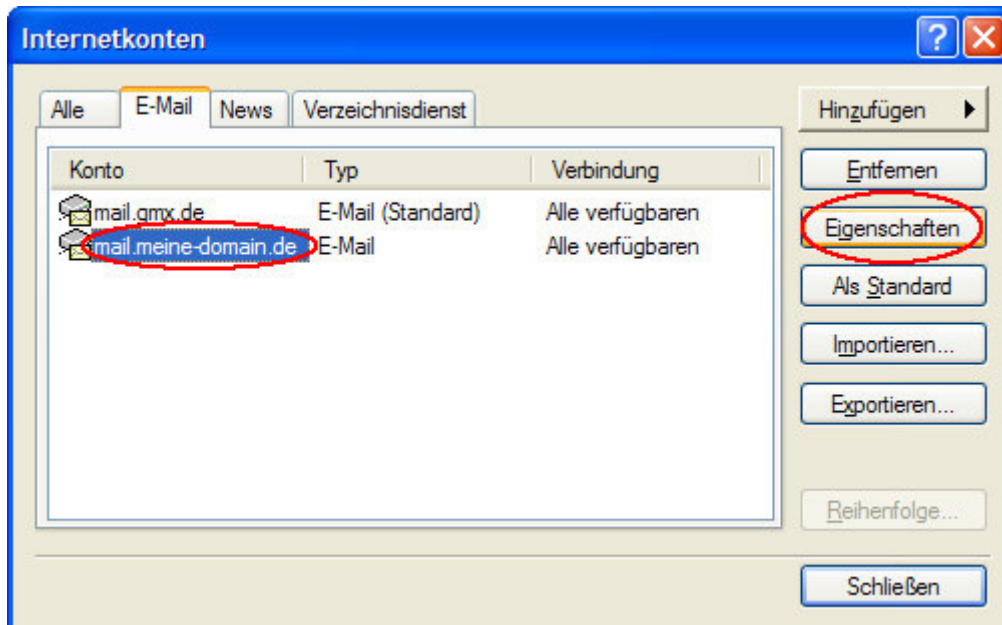 Internetkonten
Alle E-Mail News Verzeichnisdienst
Hinzufügen
Konto Typ Verbindung
Entfernen
mail.gmx.de E-Mail (Standard) Alle verfügbaren
Eigenschaften
mail.meine-domain.de E-Mail Alle verfügbaren
Als Standard
Importieren...
Exportieren...
Reihenfolge...
Schließen